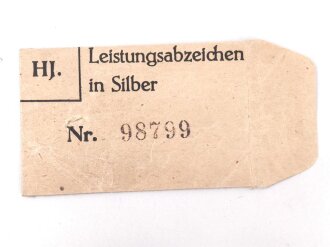 HJ.
Leistungsabzeichen
in Silber
Nr. 98799